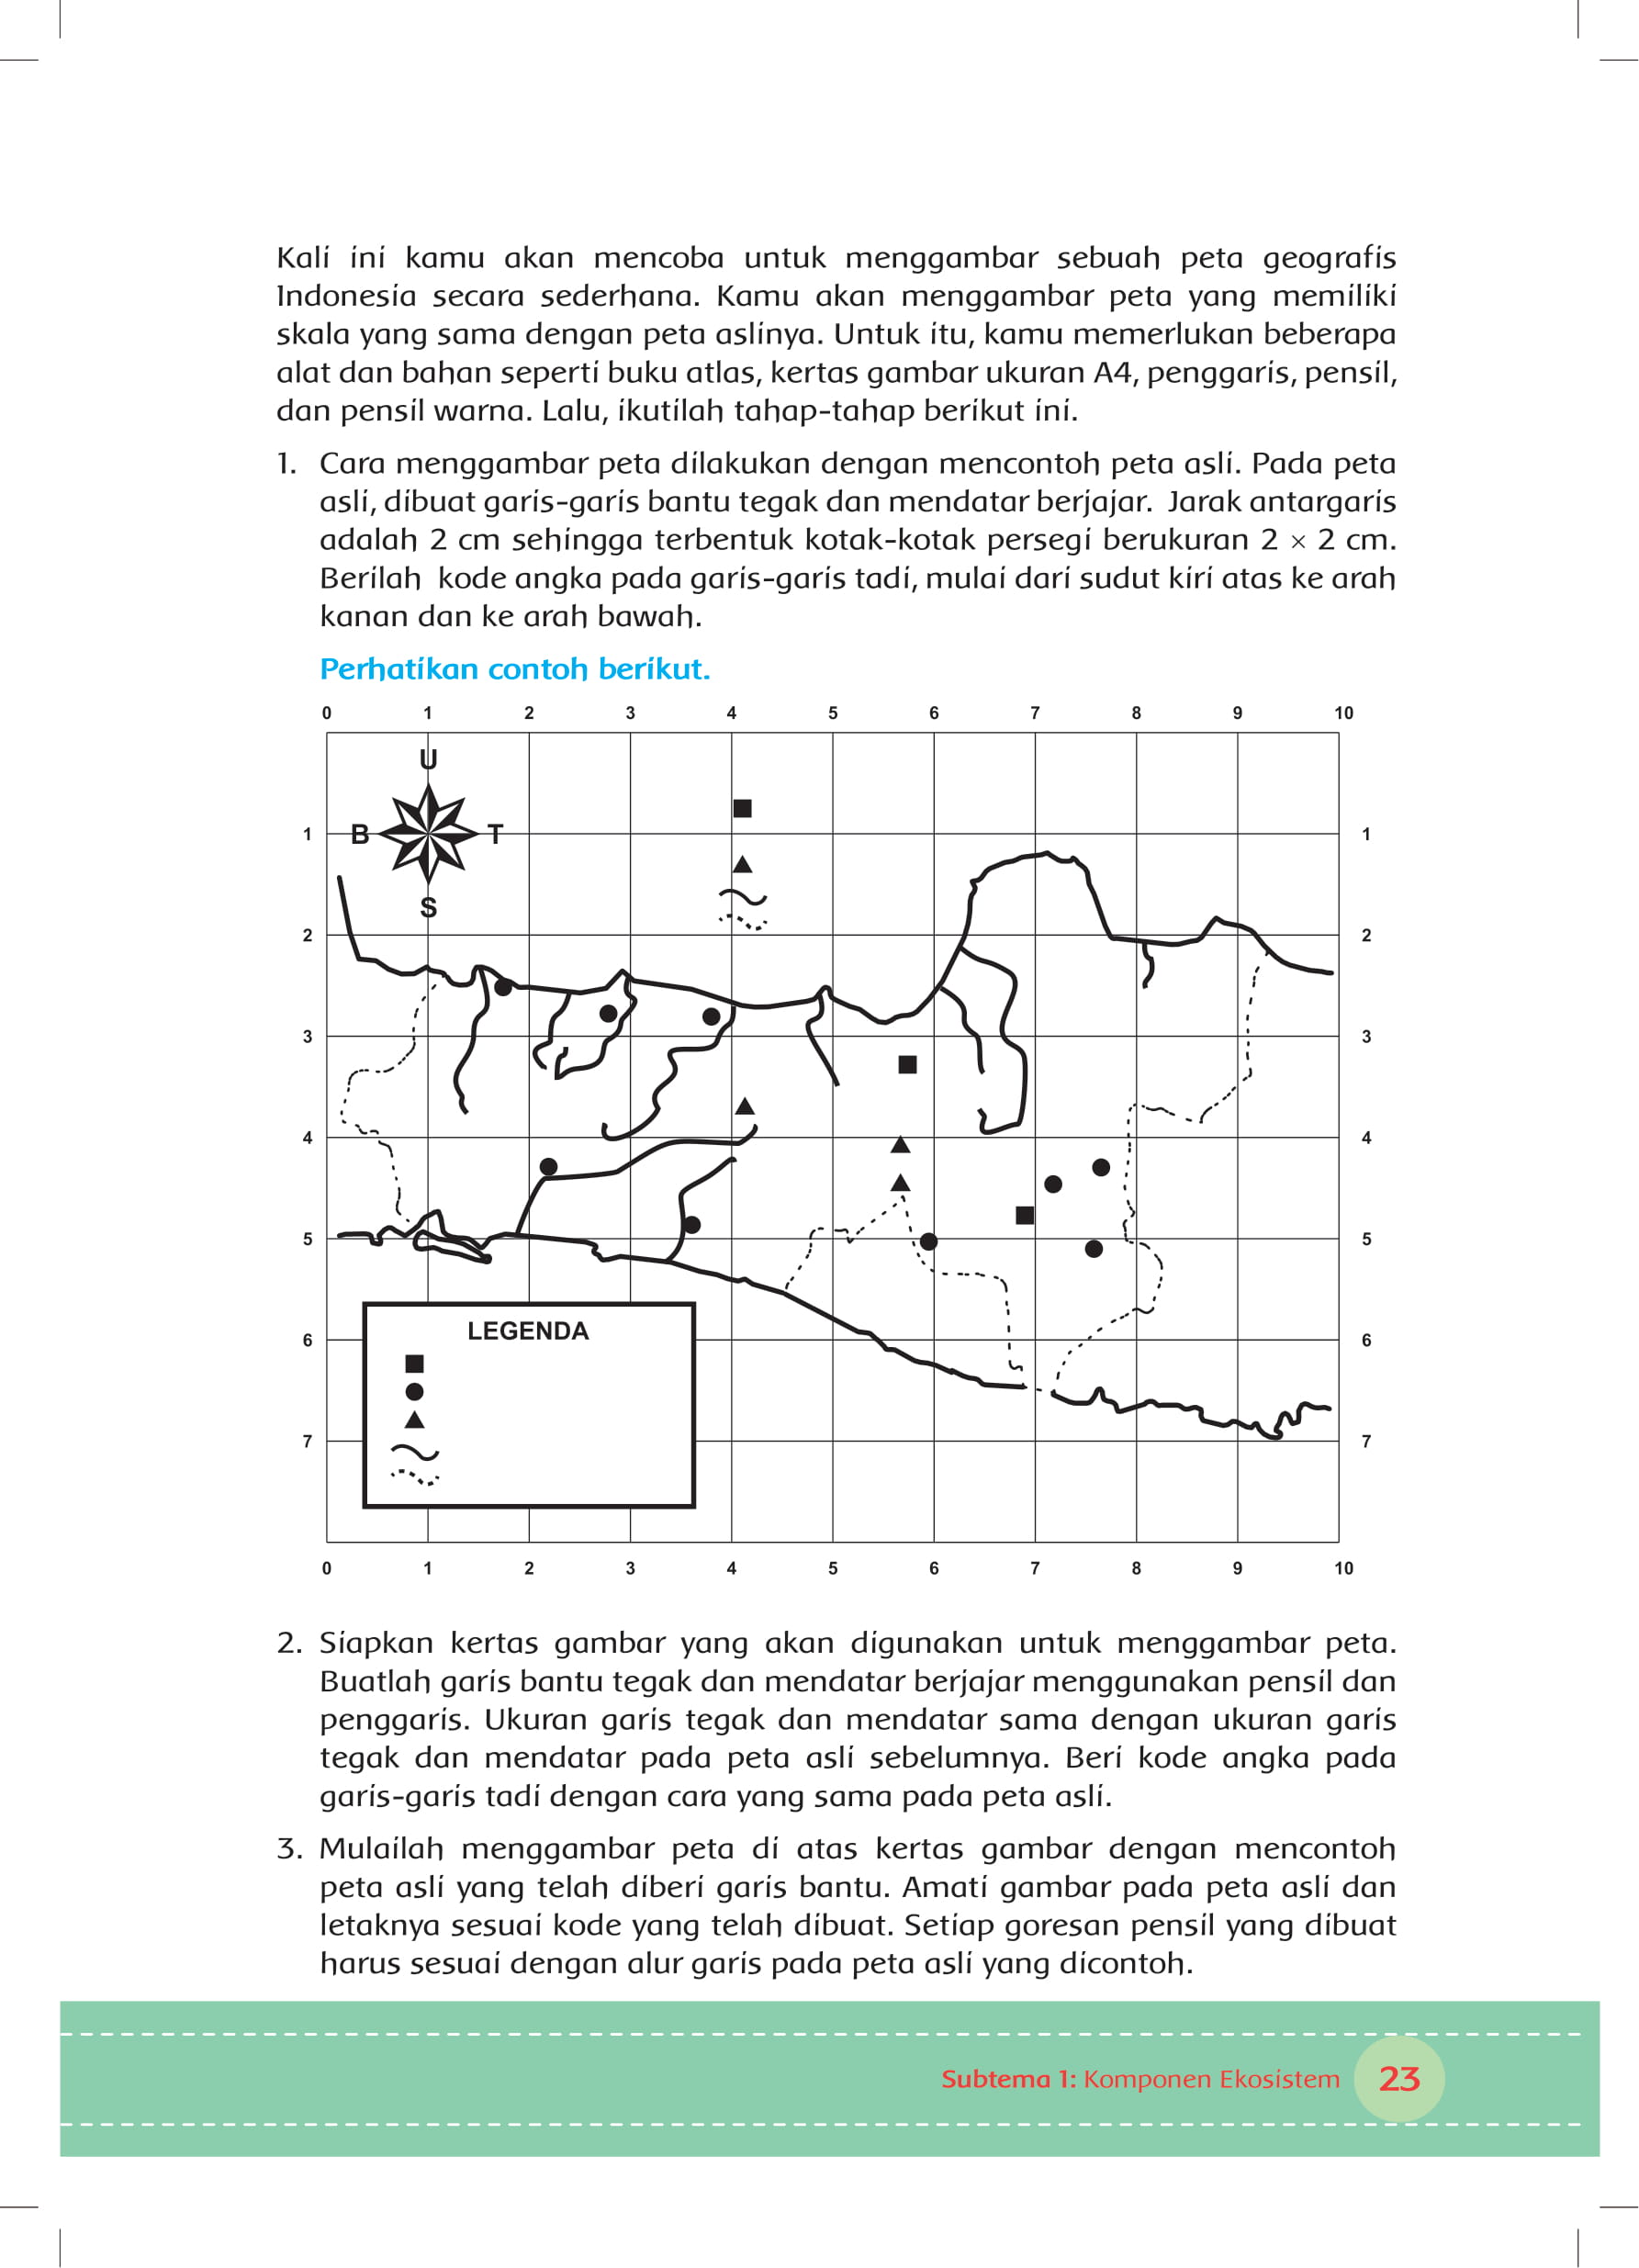 Kali ini kamu akan mencoba untuk menggambar sebuah peta geografis
Indonesia secara sederhana. Kamu akan menggambar peta yang memiliki
skala yang sama dengan peta aslinya. Untuk itu, kamu memerlukan beberapa
alat dan bahan seperti buku atlas, kertas gambar ukuran A4, penggaris, pensil,
dan pensil warna. Lalu, ikutilah tahap-tahap berikut ini.
1. Cara menggambar peta dilakukan dengan mencontoh peta asli. Pada peta
asli, dibuat garis-garis bantu tegak dan mendatar berjajar. Jarak antargaris
adalah 2 cm sehingga terbentuk kotak-kotak persegi berukuran 2 × 2 cm.
Berilah kode angka pada garis-garis tadi, mulai dari sudut kiri atas ke arah
kanan dan ke arah bawah.
Perhatikan contoh berikut.
0 1 2 3 4 5 6 7 8 9 10
U
1 B T 1
S
2 2
3 3
4 4
5 5
LEGENDA
6 6
7 7
0 1 2 3 4 5 6 7 8 9 10
2. Siapkan kertas gambar yang akan digunakan untuk menggambar peta.
Buatlah garis bantu tegak dan mendatar berjajar menggunakan pensil dan
penggaris. Ukuran garis tegak dan mendatar sama dengan ukuran garis
tegak dan mendatar pada peta asli sebelumnya. Beri kode angka pada
garis-garis tadi dengan cara yang sama pada peta asli.
3. Mulailah menggambar peta di atas kertas gambar dengan mencontoh
peta asli yang telah diberi garis bantu. Amati gambar pada peta asli dan
letaknya sesuai kode yang telah dibuat. Setiap goresan pensil yang dibuat
harus sesuai dengan alur garis pada peta asli yang dicontoh.
Subtema 1: Komponen Ekosistem 23